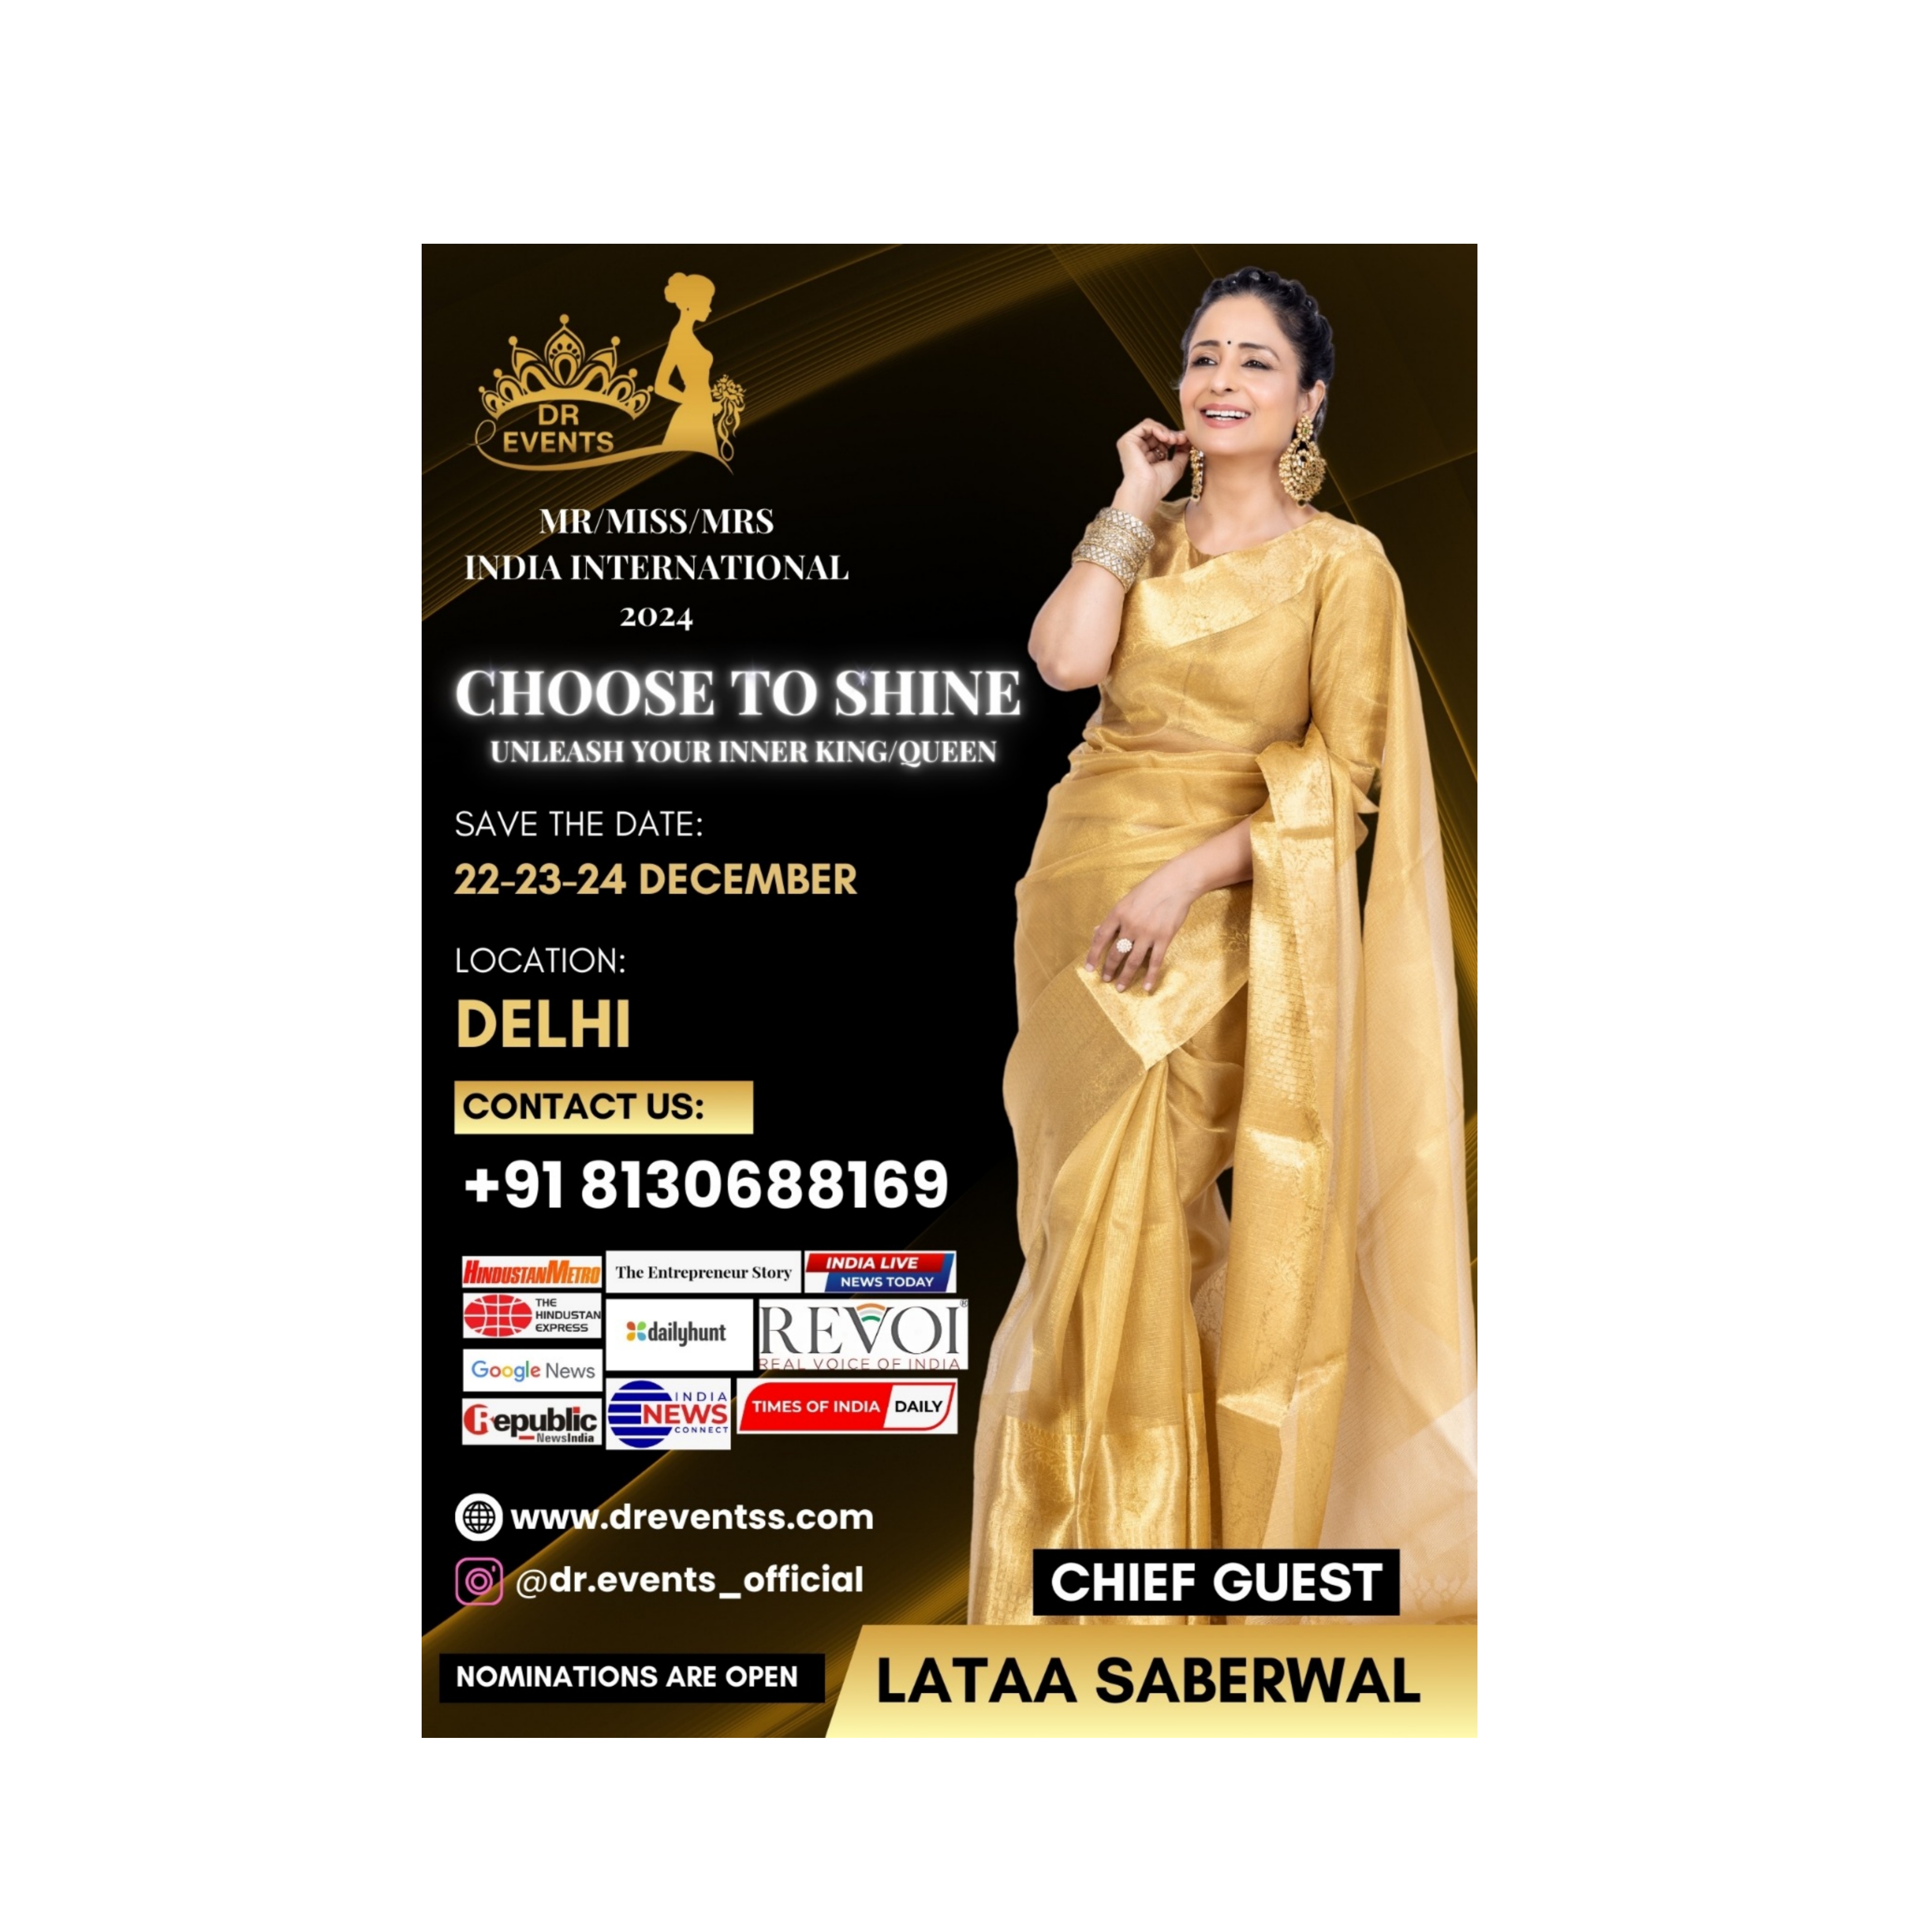 DR
EVENTS
MR/MISS/MRS
INDIA INTERNATIONAL
2024
CHOOSE TO SHINE
UNLEASH YOUR INNER KING/QUEEN
SAVE THE DATE:
22-23-24 DECEMBER
LOCATION:
DELHI
CONTACT US:
+91 8130688169
HINDUSTAN METRO
The Entrepreneur Story
INDIA LIVE
NEWS TODAY
THE
HINDUSTAN
EXPRESS
dailyhunt
REVOI®
REAL VOICE OF INDIA
Google News
Republic
NewsIndia
INDIA
NEWS
CONNECT
TIMES OF INDIA DAILY
www.dreventss.com
@dr.events_official
NOMINATIONS ARE OPEN
CHIEF GUEST
LATAA SABERWAL